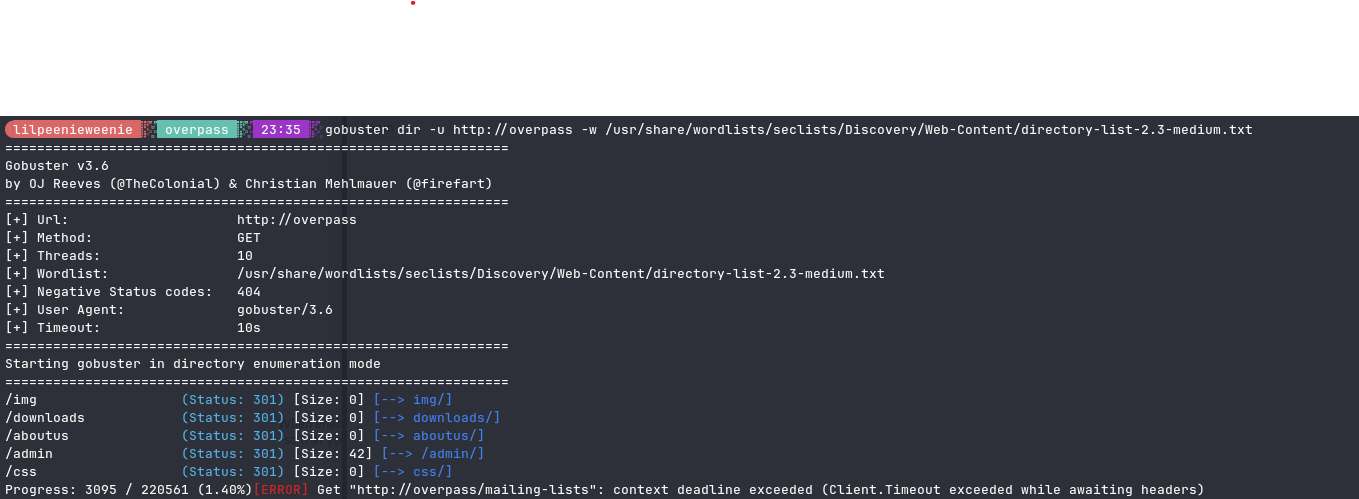 lilpeenieweenie overpass 23:35 gobuster dir -u http://overpass -w /usr/share/wordlists/seclists/Discovery/Web-Content/directory-list-2.3-medium.txt
===============================================================
Gobuster v3.6
by OJ Reeves (@TheColonial) & Christian Mehlmauer (@firefart)
===============================================================
[+] Url:                     http://overpass
[+] Method:                  GET
[+] Threads:                 10
[+] Wordlist:                /usr/share/wordlists/seclists/Discovery/Web-Content/directory-list-2.3-medium.txt
[+] Negative Status codes:   404
[+] User Agent:              gobuster/3.6
[+] Timeout:                 10s
===============================================================
Starting gobuster in directory enumeration mode
===============================================================
/img                  (Status: 301) [Size: 0] [--> img/]
/downloads            (Status: 301) [Size: 0] [--> downloads/]
/aboutus              (Status: 301) [Size: 0] [--> aboutus/]
/admin                (Status: 301) [Size: 42] [--> /admin/]
/css                  (Status: 301) [Size: 0] [--> css/]
Progress: 3095 / 220561 (1.40%)[ERROR] Get "http://overpass/mailing-lists": context deadline exceeded (Client.Timeout exceeded while awaiting headers)